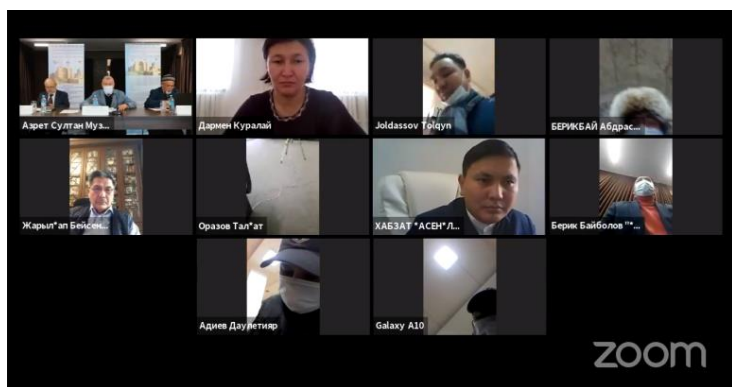 Азрет Султан Муз...
Дармен Куралай
Joldassov Tolqyn
БЕРИКБАЙ Абдрас...
Жарыл*ап Бейсен...
Оразов Тал*ат
ХАБЗАТ *АСЕН*Л...
Берик Байболов "*...
Адиев Даулетияр
Galaxy A10
zoom